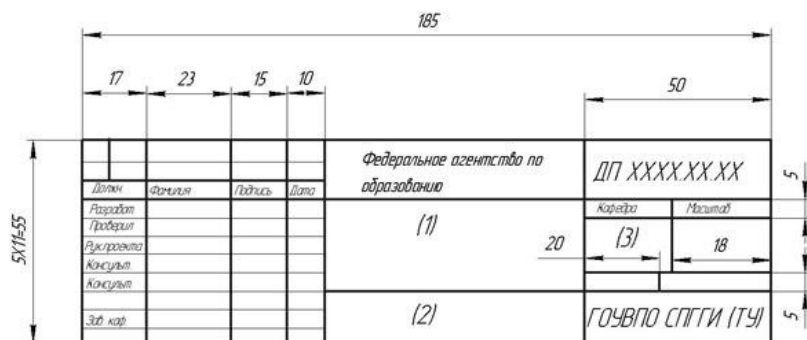 185
17 23 15 10 50
Федеральное агентство по
образованию
ДП XXXX.XX.XX
5
Должн Фамилия Подпись Дата
Кафедра Масштаб
Разработ
Проверил
Рук.проекта
Консульт
Консульт
Зав каф.
5X11=55
(1)
20
(3)
18
(2)
ГОУВПО СПГГИ (ТУ)
5